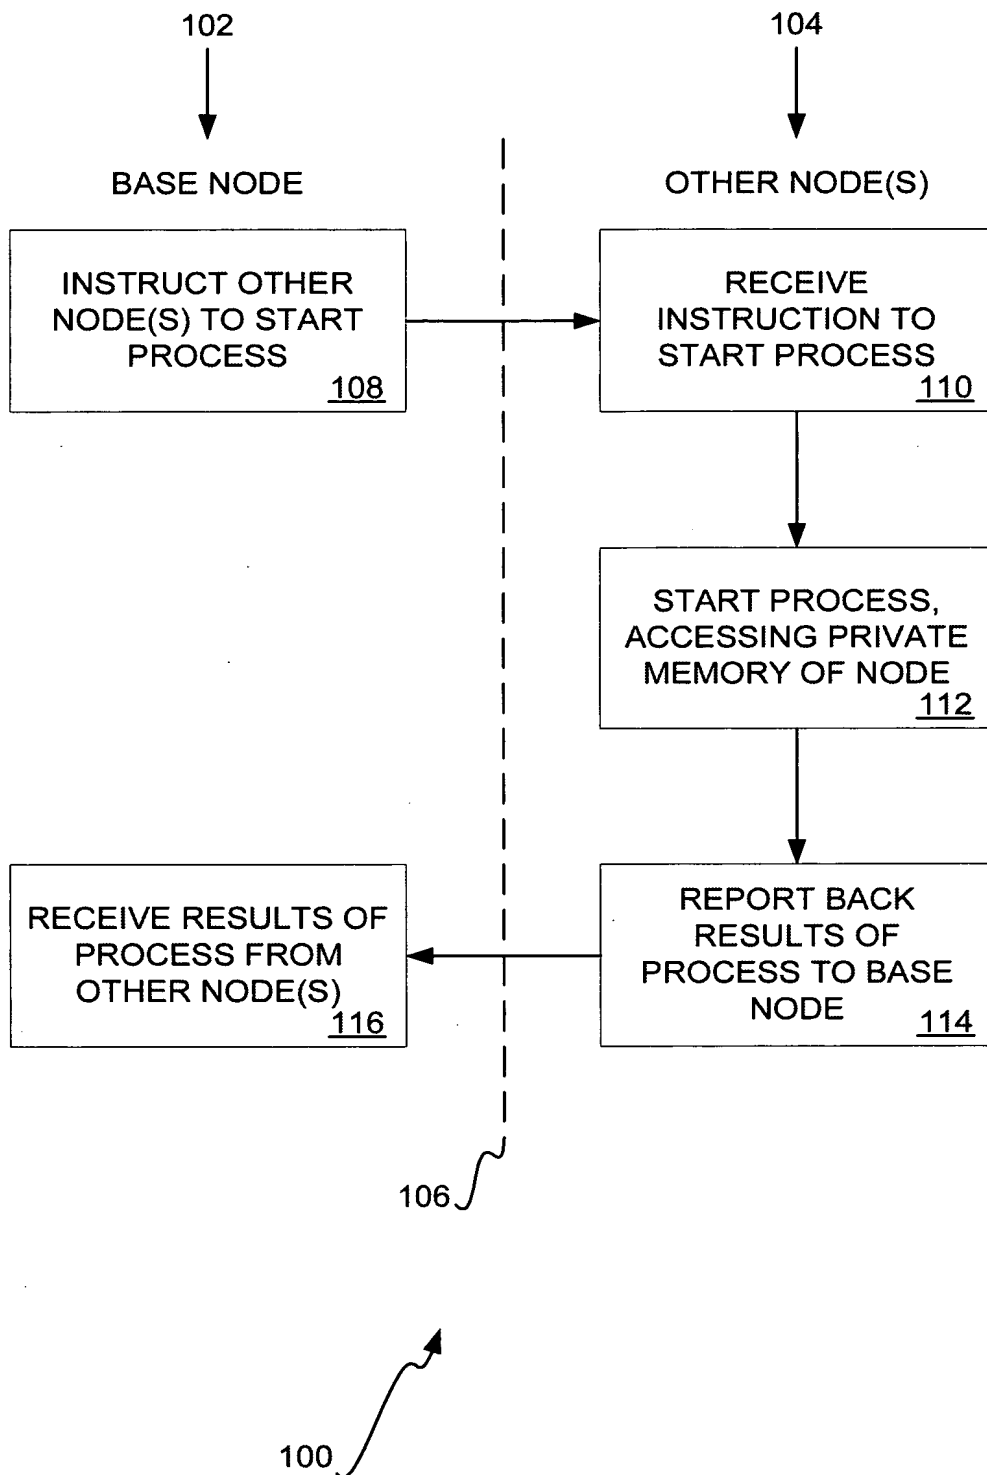 102
104
BASE NODE
OTHER NODE(S)
INSTRUCT OTHER
NODE(S) TO START
PROCESS
108
RECEIVE
INSTRUCTION TO
START PROCESS
110
START PROCESS,
ACCESSING PRIVATE
MEMORY OF NODE
112
REPORT BACK
RESULTS OF
PROCESS TO BASE
NODE
114
RECEIVE RESULTS OF
PROCESS FROM
OTHER NODE(S)
116
106
100